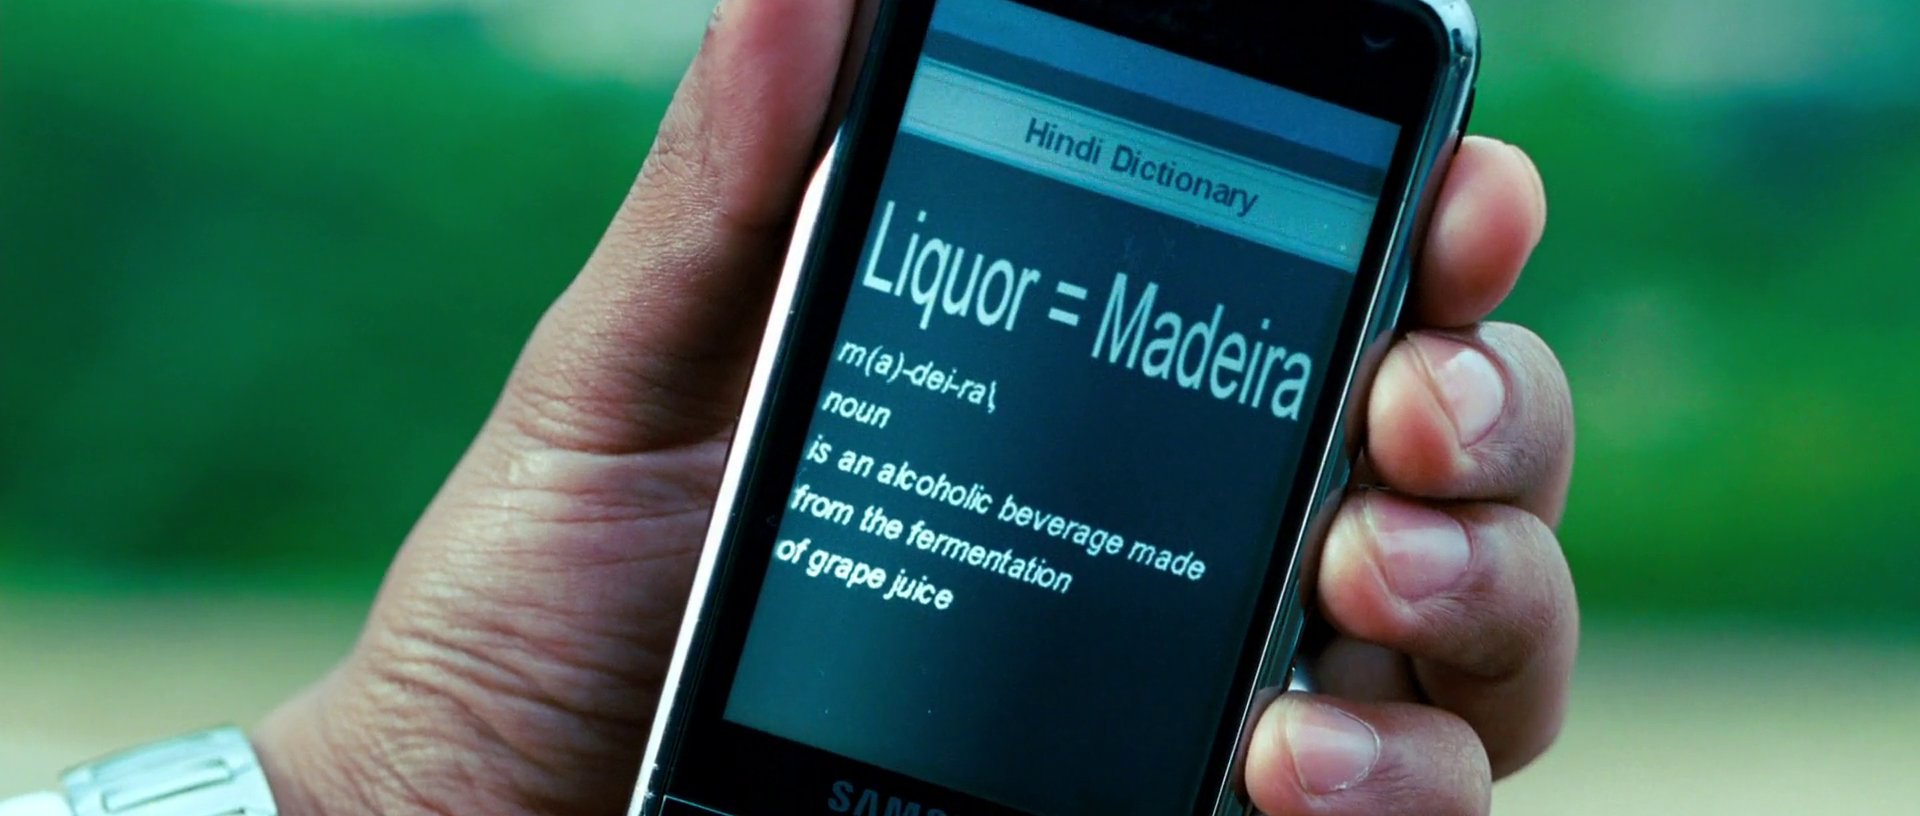 Hindi Dictionary
Liquor = Madeira
m(a)-dei-ra\
noun
is an alcoholic beverage made
from the fermentation
of grape juice